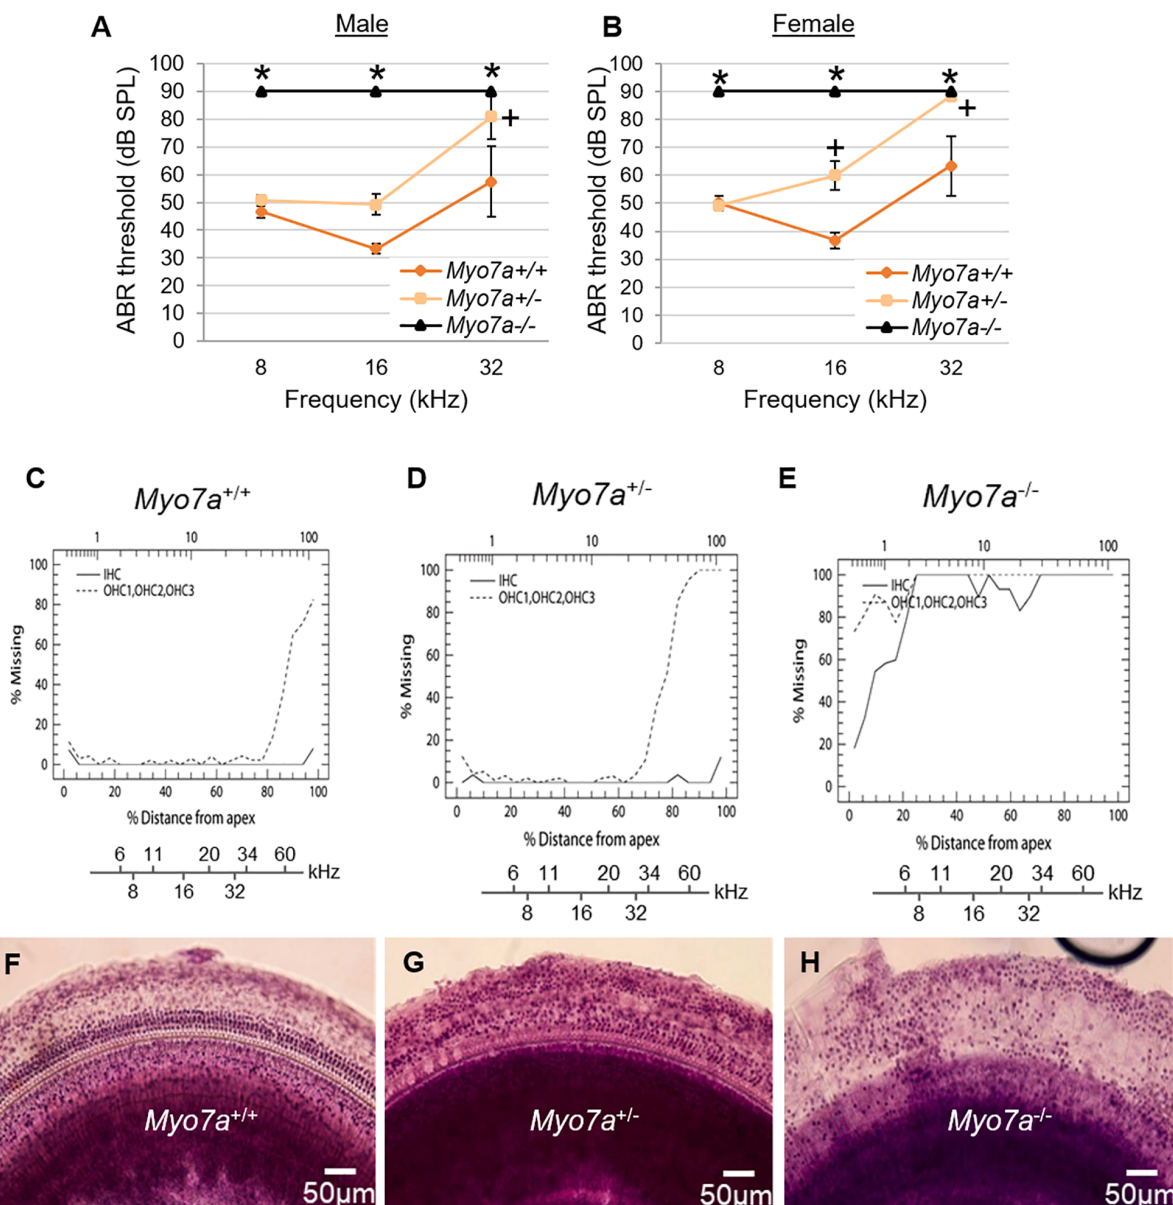 A Male
B Female
ABR threshold (dB SPL)
100
90
80
70
60
50
40
30
20
10
0
* * *
+
Myo7a+/+
Myo7a+/-
Myo7a-/-
8 16 32
Frequency (kHz)
ABR threshold (dB SPL)
100
90
80
70
60
50
40
30
20
10
0
* * *
+ +
Myo7a+/+
Myo7a+/-
Myo7a-/-
8 16 32
Frequency (kHz)
C
Myo7a+/+
1 10 100
IHC
OHC1,OHC2,OHC3
% Missing
100
80
60
40
20
0
0 20 40 60 80 100
% Distance from apex
6 11 20 34 60 kHz
8 16 32
D
Myo7a+/-
1 10 100
IHC
OHC1,OHC2,OHC3
% Missing
100
80
60
40
20
0
0 20 40 60 80 100
% Distance from apex
6 11 20 34 60 kHz
8 16 32
E
Myo7a-/-
1 10 100
IHC
OHC1,OHC2,OHC3
% Missing
100
80
60
40
20
0
0 20 40 60 80 100
% Distance from apex
6 11 20 34 60 kHz
8 16 32
F
Myo7a+/+
50µm
G
Myo7a+/-
50µm
H
Myo7a-/-
50µm